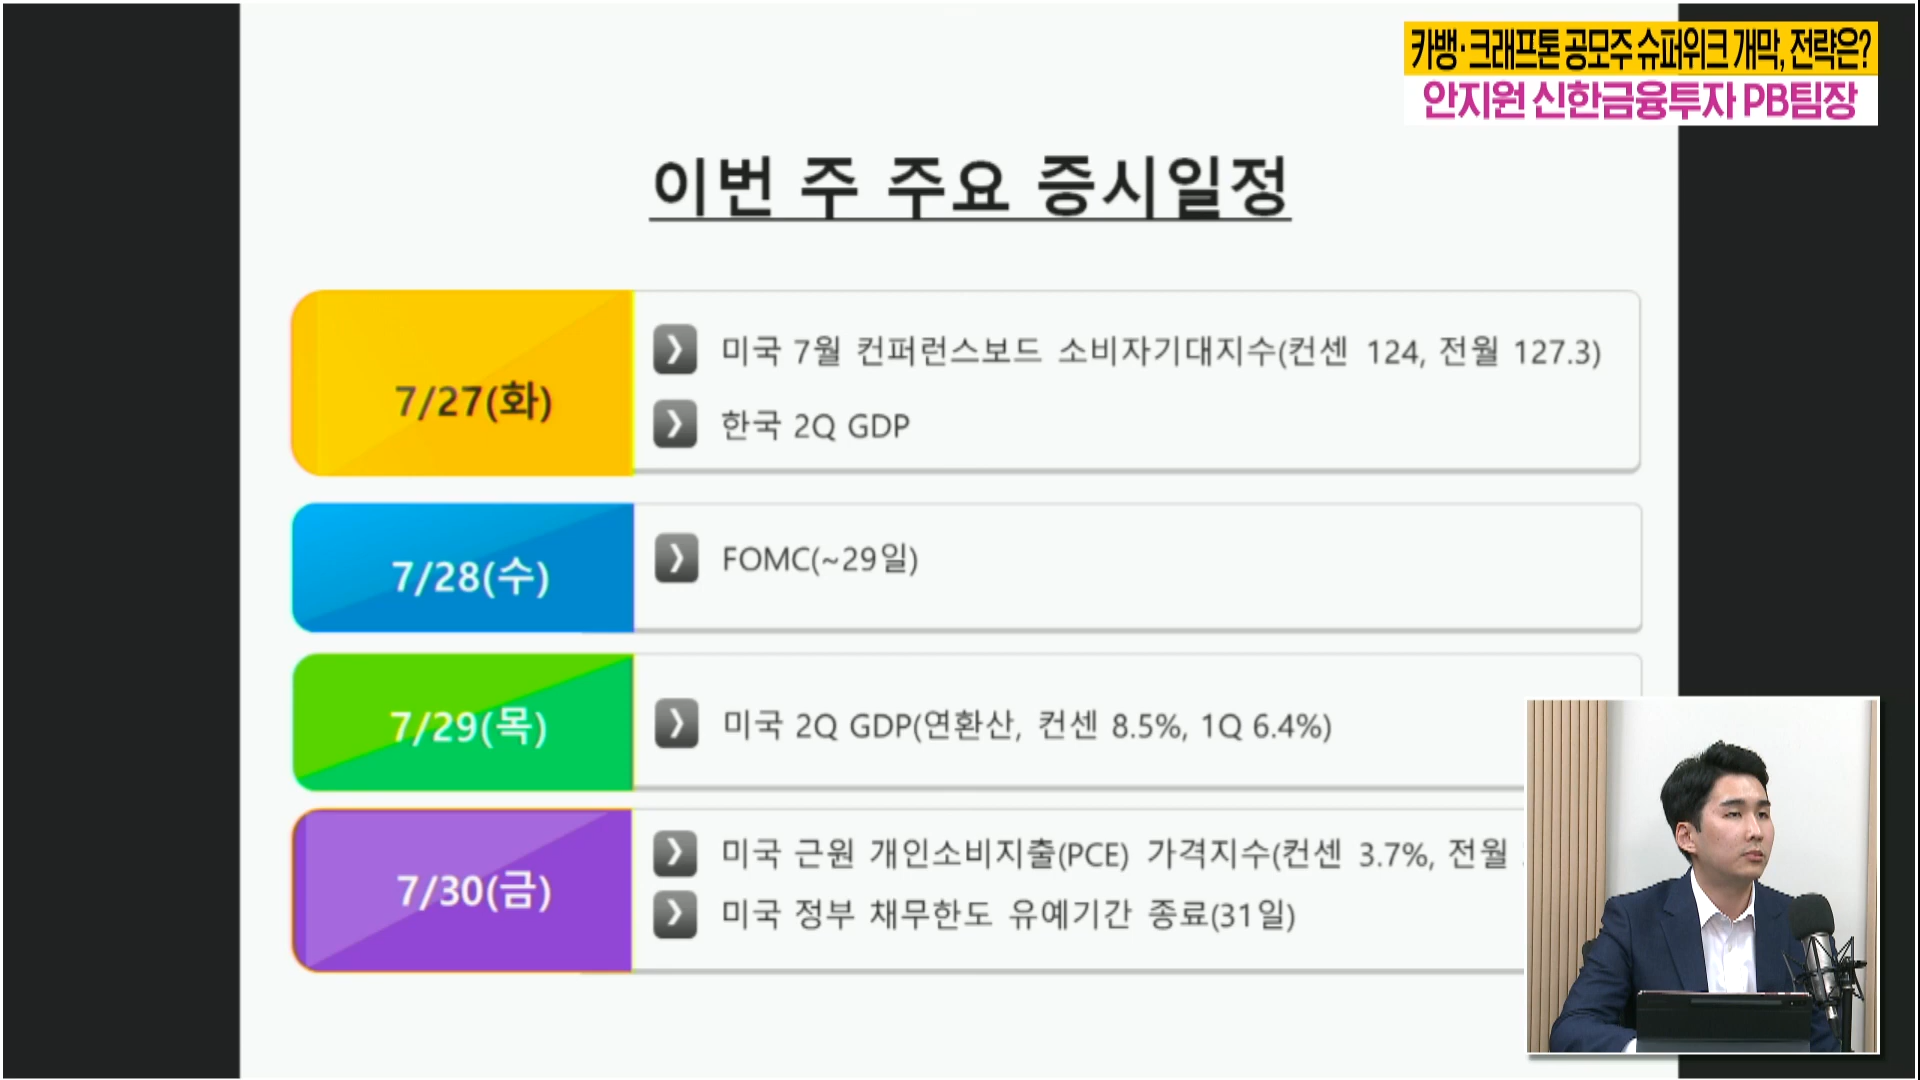 카뱅·크래프톤 공모주 슈퍼위크 개막, 전략은?
안지원 신한금융투자 PB팀장
이번 주 주요 증시일정
7/27(화)
미국 7월 컨퍼런스보드 소비자기대지수(컨센 124, 전월 127.3)
한국 2Q GDP
7/28(수)
FOMC(~29일)
7/29(목)
미국 2Q GDP(연환산, 컨센 8.5%, 1Q 6.4%)
7/30(금)
미국 근원 개인소비지출(PCE) 가격지수(컨센 3.7%, 전월
미국 정부 채무한도 유예기간 종료(31일)